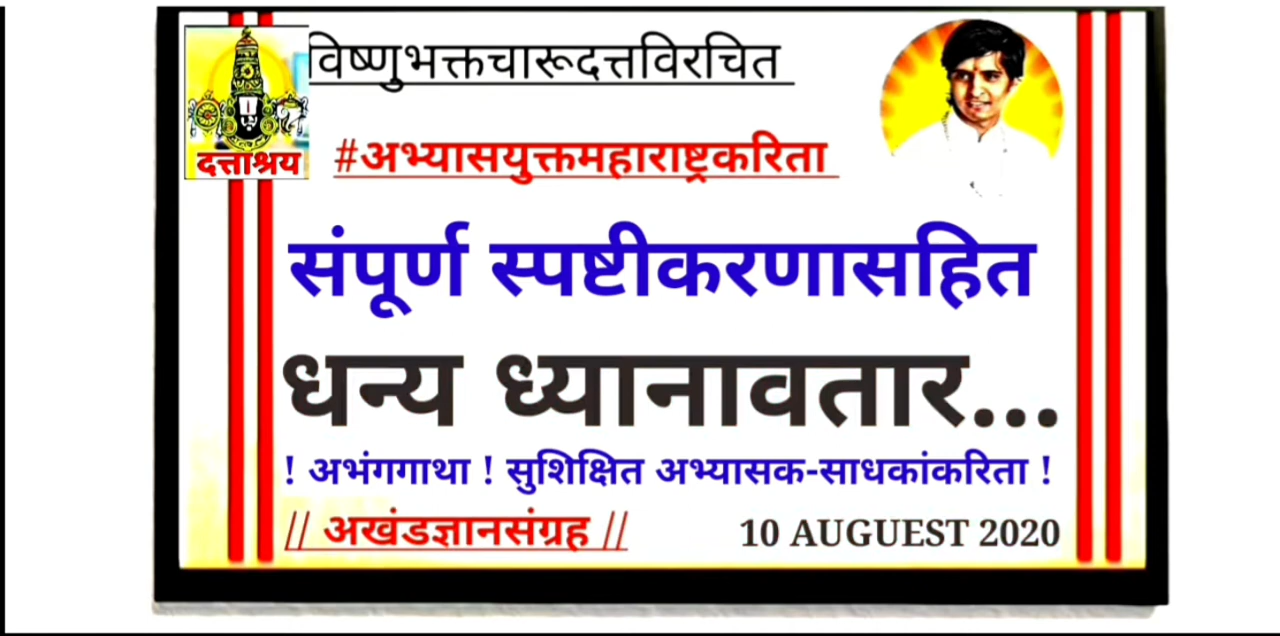 विष्णुभक्तचारूदत्तविरचित
दत्ताश्रय
#अभ्यासयुक्तमहाराष्ट्रकरिता
संपूर्ण स्पष्टीकरणासहित
धन्य ध्यानावतार...
! अभंगगाथा ! सुशिक्षित अभ्यासक-साधकांकरिता !
// अखंडज्ञानसंग्रह // 10 AUGUEST 2020